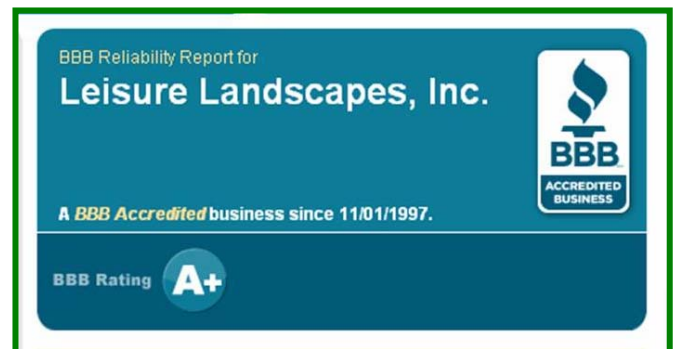 BBB Reliability Report for
Leisure Landscapes, Inc.
BBB
ACCREDITED
BUSINESS
A BBB Accredited business since 11/01/1997.
BBB Rating A+